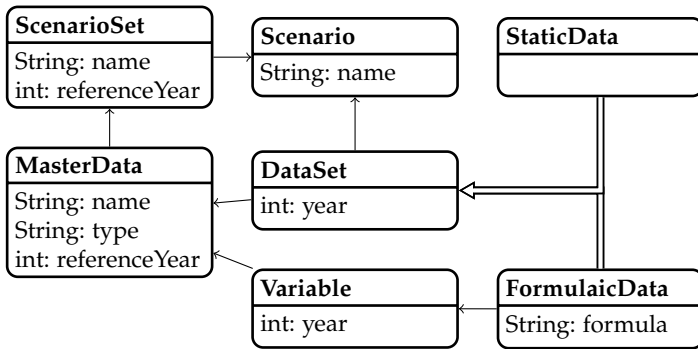 ScenarioSet
String: name
int: referenceYear
Scenario
String: name
StaticData
MasterData
String: name
String: type
int: referenceYear
DataSet
int: year
Variable
int: year
FormulaicData
String: formula